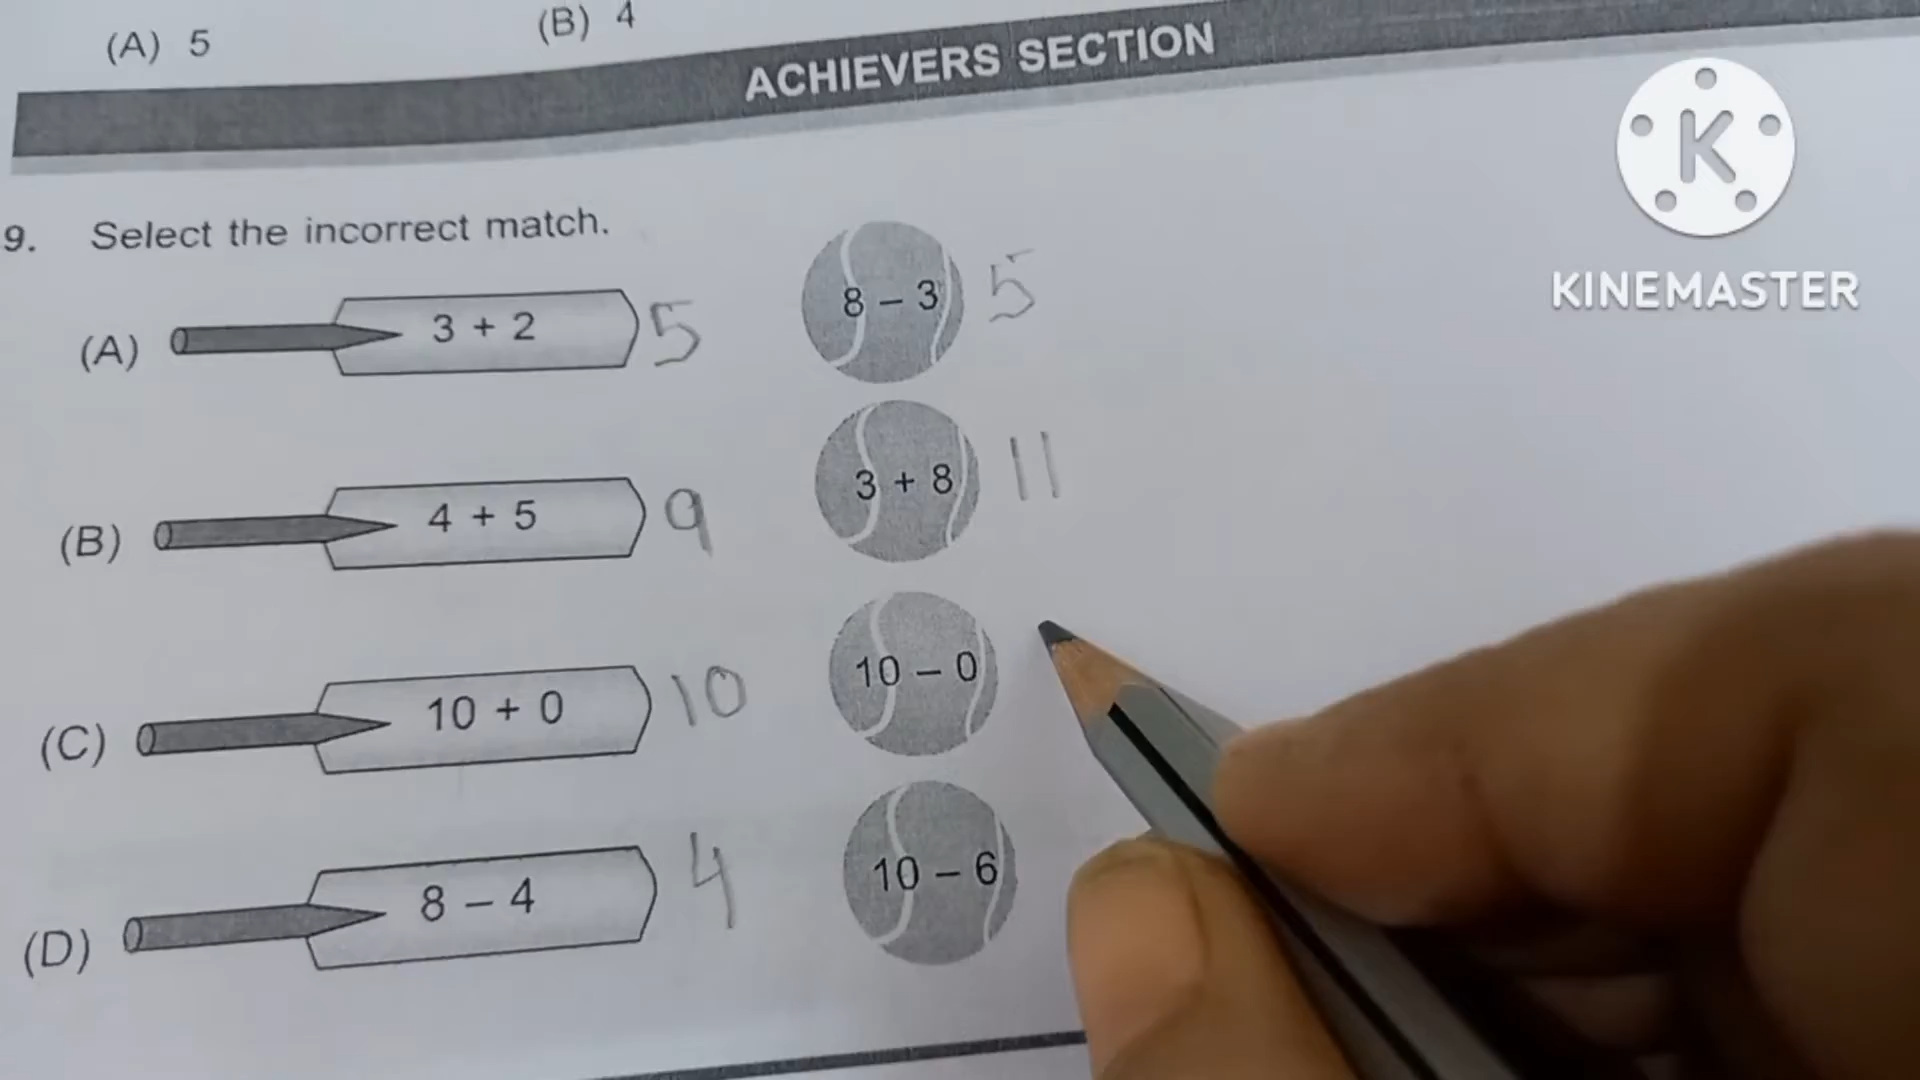 (A) 5 (B) 4
ACHIEVERS SECTION
K
KINEMASTER
9. Select the incorrect match.
(A) 3 + 2 5 8 – 3 5
(B) 4 + 5 9 3 + 8 11
(C) 10 + 0 10 10 – 0
(D) 8 – 4 4 10 – 6